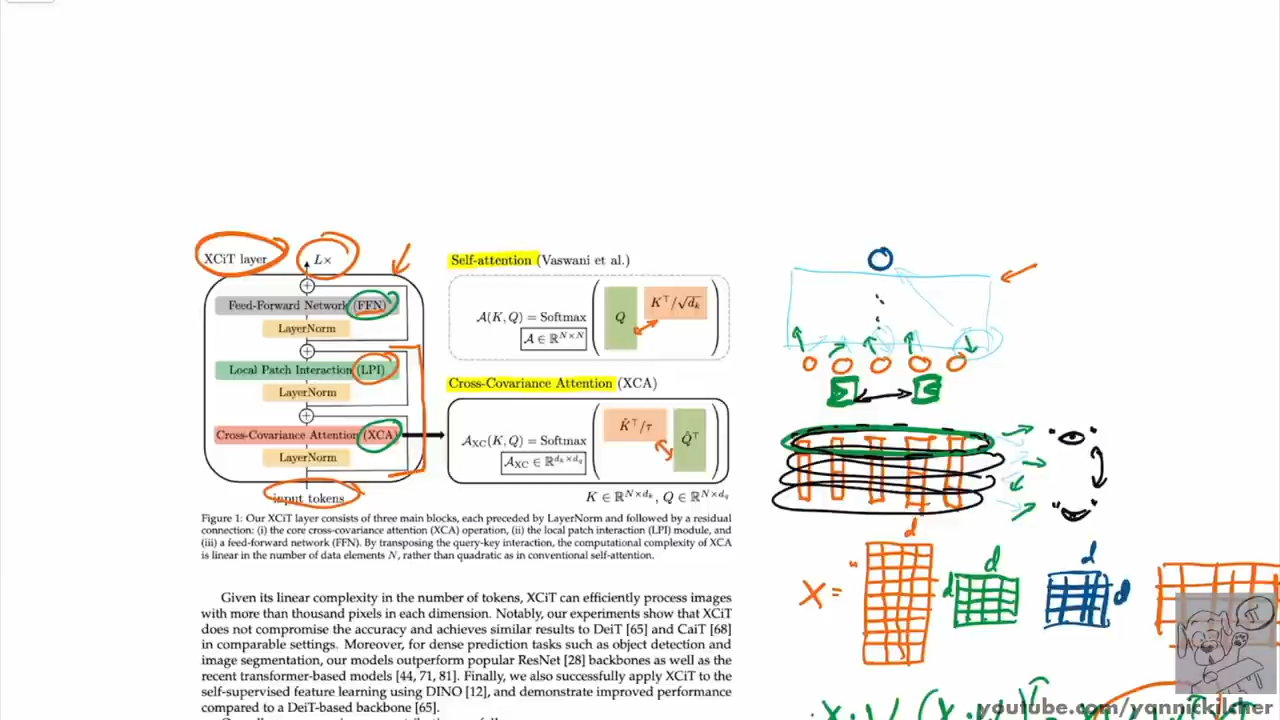 XCiT layer
L×
Feed-Forward Network (FFN)
LayerNorm
Local Patch Interaction (LPI)
LayerNorm
Cross-Covariance Attention (XCA)
LayerNorm
input tokens
Self-attention (Vaswani et al.)
A(K, Q) = Softmax
A ∈ ℝ^{N×N}
Q
K^⊤/√d_k
Cross-Covariance Attention (XCA)
A_XC(K, Q) = Softmax
A_XC ∈ ℝ^{d_k×d_q}
K̂^⊤/τ
Q̂^⊤
K ∈ ℝ^{N×d_k}, Q ∈ ℝ^{N×d_q}
Figure 1: Our XCiT layer consists of three main blocks, each preceded by LayerNorm and followed by a residual
connection: (i) the core cross-covariance attention (XCA) operation, (ii) the local patch interaction (LPI) module, and
(iii) a feed-forward network (FFN). By transposing the query-key interaction, the computational complexity of XCA
is linear in the number of data elements N, rather than quadratic as in conventional self-attention.
Given its linear complexity in the number of tokens, XCiT can efficiently process images
with more than thousand pixels in each dimension. Notably, our experiments show that XCiT
does not compromise the accuracy and achieves similar results to DeiT [65] and CaiT [68]
in comparable settings. Moreover, for dense prediction tasks such as object detection and
image segmentation, our models outperform popular ResNet [28] backbones as well as the
recent transformer-based models [44, 71, 81]. Finally, we also successfully apply XCiT to the
self-supervised feature learning using DINO [12], and demonstrate improved performance
compared to a DeiT-based backbone [65].
d
X =
d
d
d
d
π
youtube.com/yannickilcher